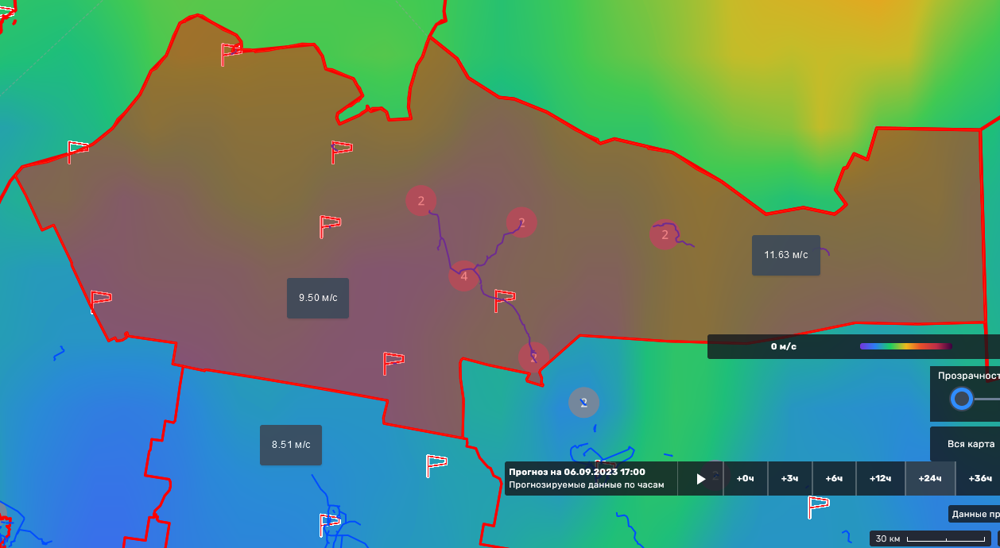 2
2
2
11.63 м/с
4
9.50 м/с
0 м/с
2
Прозрачност
2
Вся карта
8.51 м/с
Прогноз на 06.09.2023 17:00
Прогнозируемые данные по часам
2
+0ч
+3ч
+6ч
+12ч
+24ч
+36ч
Данные пр
30 км